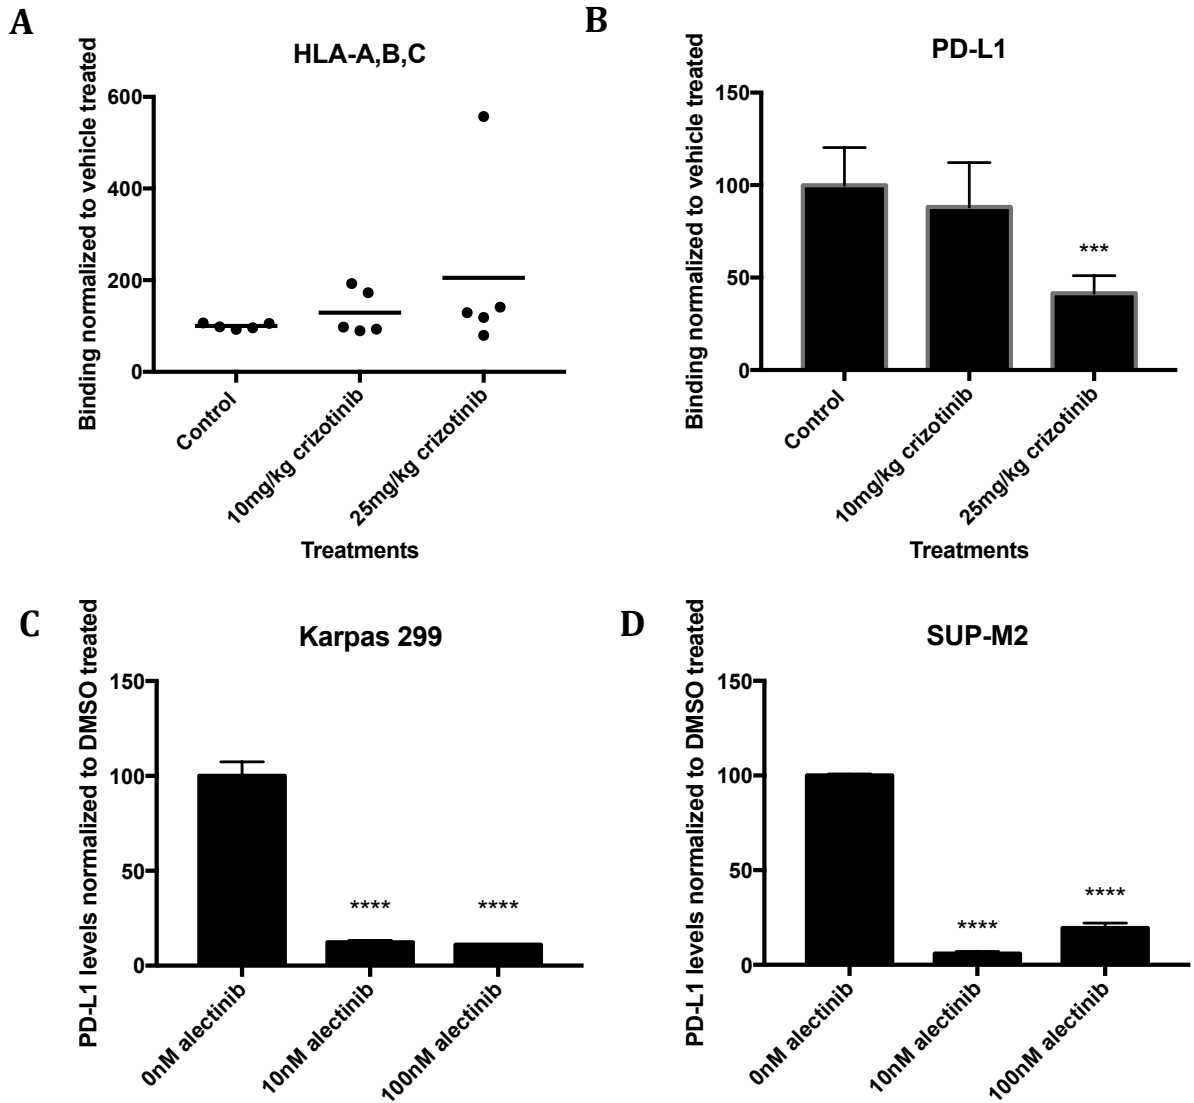 A
HLA-A,B,C
Binding normalized to vehicle treated
600
400
200
0
Control
10mg/kg crizotinib
25mg/kg crizotinib
Treatments
B
PD-L1
Binding normalized to vehicle treated
150
100
50
0
***
Control
10mg/kg crizotinib
25mg/kg crizotinib
Treatments
C
Karpas 299
PD-L1 levels normalized to DMSO treated
150
100
50
0
****
****
0nM alectinib
10nM alectinib
100nM alectinib
D
SUP-M2
PD-L1 levels normalized to DMSO treated
150
100
50
0
****
****
0nM alectinib
10nM alectinib
100nM alectinib